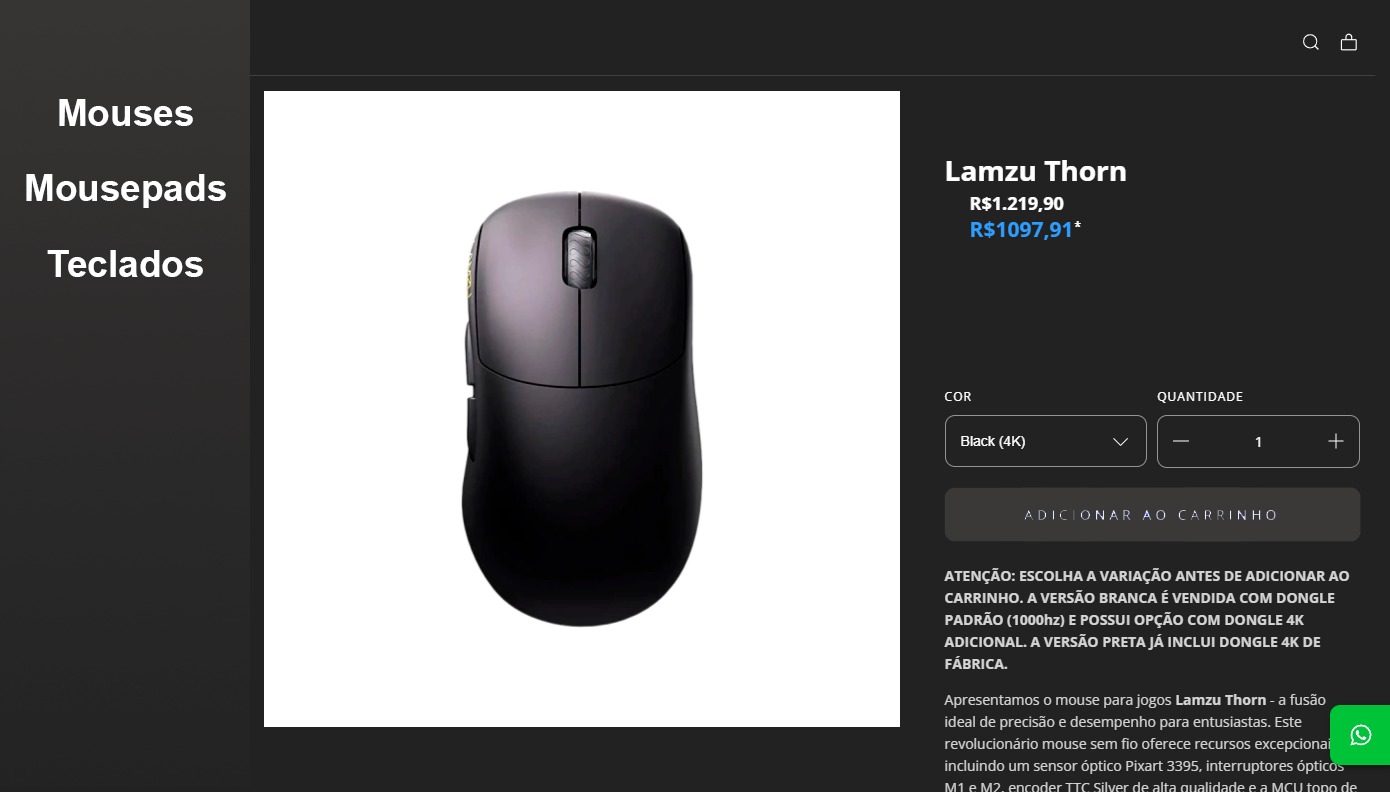 Mouses
Mousepads
Teclados
Lamzu Thorn
R$1.219,90
R$1097,91*
COR
QUANTIDADE
Black (4K)
1
ADICIONAR AO CARRINHO
ATENÇÃO: ESCOLHA A VARIAÇÃO ANTES DE ADICIONAR AO
CARRINHO. A VERSÃO BRANCA É VENDIDA COM DONGLE
PADRÃO (1000hz) E POSSUI OPÇÃO COM DONGLE 4K
ADICIONAL. A VERSÃO PRETA JÁ INCLUI DONGLE 4K DE
FÁBRICA.
Apresentamos o mouse para jogos Lamzu Thorn - a fusão
ideal de precisão e desempenho para entusiastas. Este
revolucionário mouse sem fio oferece recursos
incluindo um sensor óptico Pixart 3395, interruptores ópticos
M1 e M2, encoder TTC Silver de alta qualidade e a MCU topo de